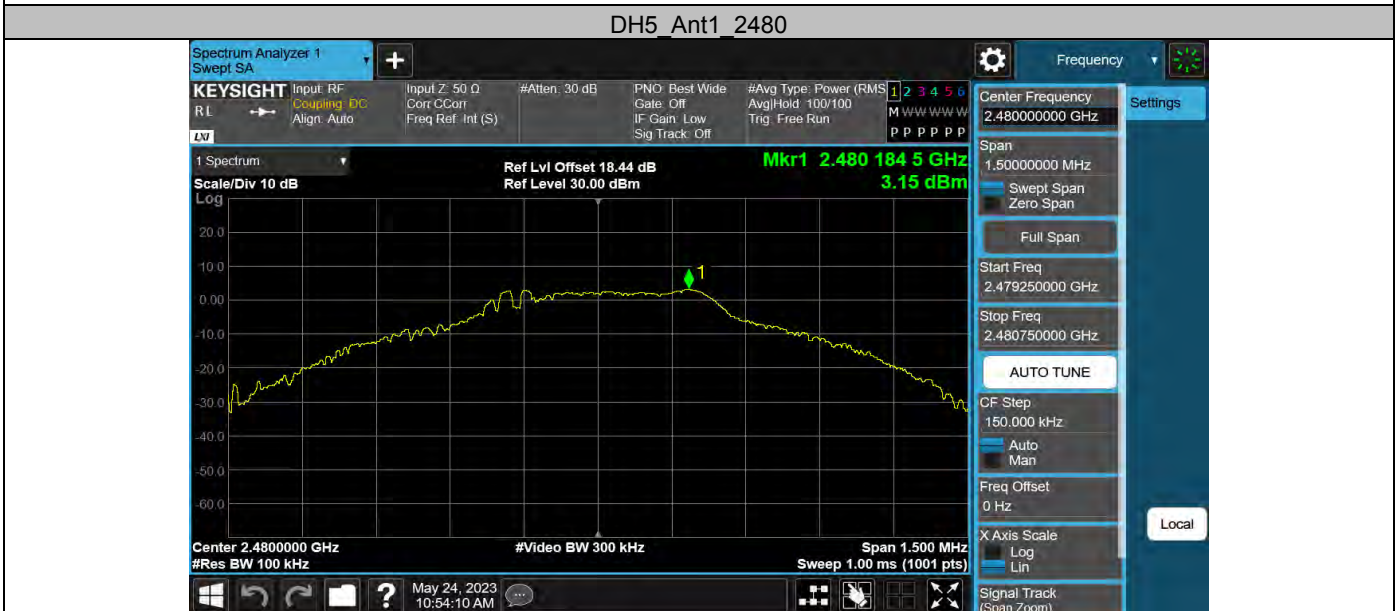 DH5_Ant1_2480
Spectrum Analyzer 1
Swept SA
+
Frequency
KEYSIGHT
RL
LXI
Input: RF
Coupling: DC
Align: Auto
Input Z: 50 Ω
Corr CCorr
Freq Ref: Int (S)
#Atten: 30 dB
PNO: Best Wide
Gate: Off
IF Gain: Low
Sig Track: Off
#Avg Type: Power (RMS
Avg|Hold: 100/100
Trig: Free Run
1 2 3 4 5 6
M W W W W W
P P P P P P
1 Spectrum
Scale/Div 10 dB
Log
Ref Lvl Offset 18.44 dB
Ref Level 30.00 dBm
Mkr1 2.480 184 5 GHz
3.15 dBm
20.0
10.0
0.00
-10.0
-20.0
-30.0
-40.0
-50.0
-60.0
1
Center 2.4800000 GHz
#Res BW 100 kHz
#Video BW 300 kHz
Span 1.500 MHz
Sweep 1.00 ms (1001 pts)
?
May 24, 2023
10:54:10 AM
Center Frequency
2.480000000 GHz
Span
1.50000000 MHz
Swept Span
Zero Span
Full Span
Start Freq
2.479250000 GHz
Stop Freq
2.480750000 GHz
AUTO TUNE
CF Step
150.000 kHz
Auto
Man
Freq Offset
0 Hz
X Axis Scale
Log
Lin
Signal Track
(Span Zoom)
Settings
Local